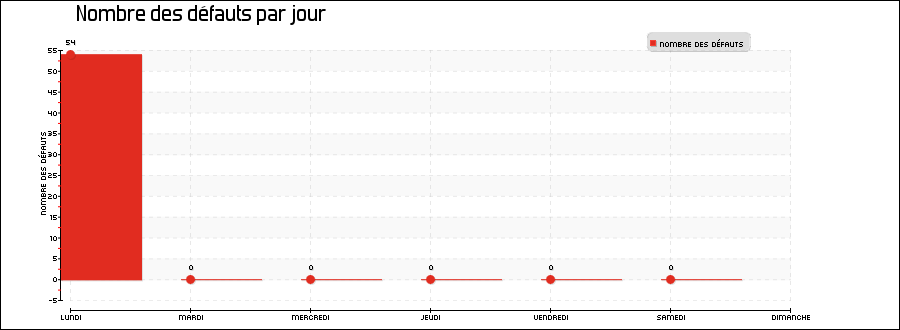 Nombre des défauts par jour
NOMBRE DES DÉFAUTS
54
NOMBRE DES DÉFAUTS
55
50
45
40
35
30
25
20
15
10
5
0
-5
0 0 0 0 0
LUNDI MARDI MERCREDI JEUDI VENDREDI SAMEDI DIMANCHE